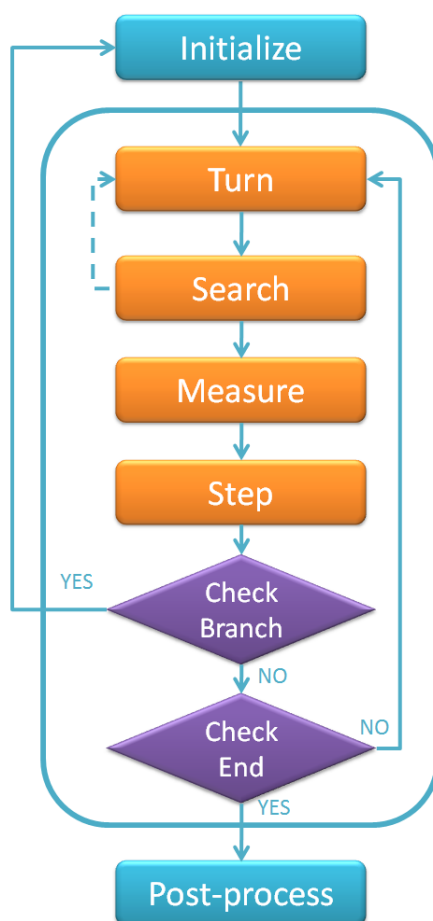 Initialize
Turn
Search
Measure
Step
YES
Check
Branch
NO
Check
End
NO
YES
Post-process